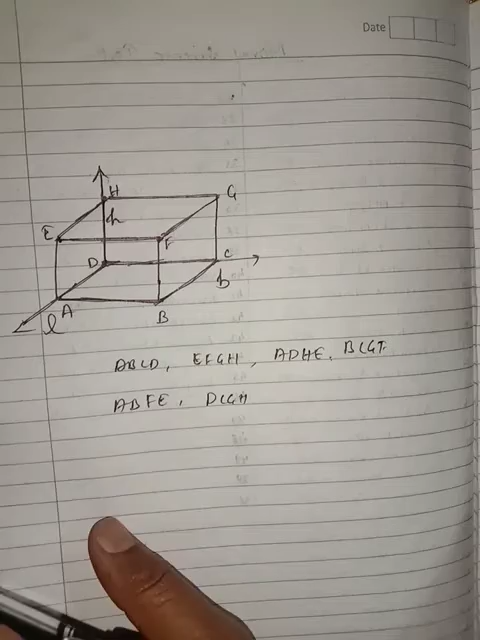 Date
H
G
h
E
F
D
C
b
l
A
B
ABCD, EFGH, ADHE, BCGF
ABFE, DCGH